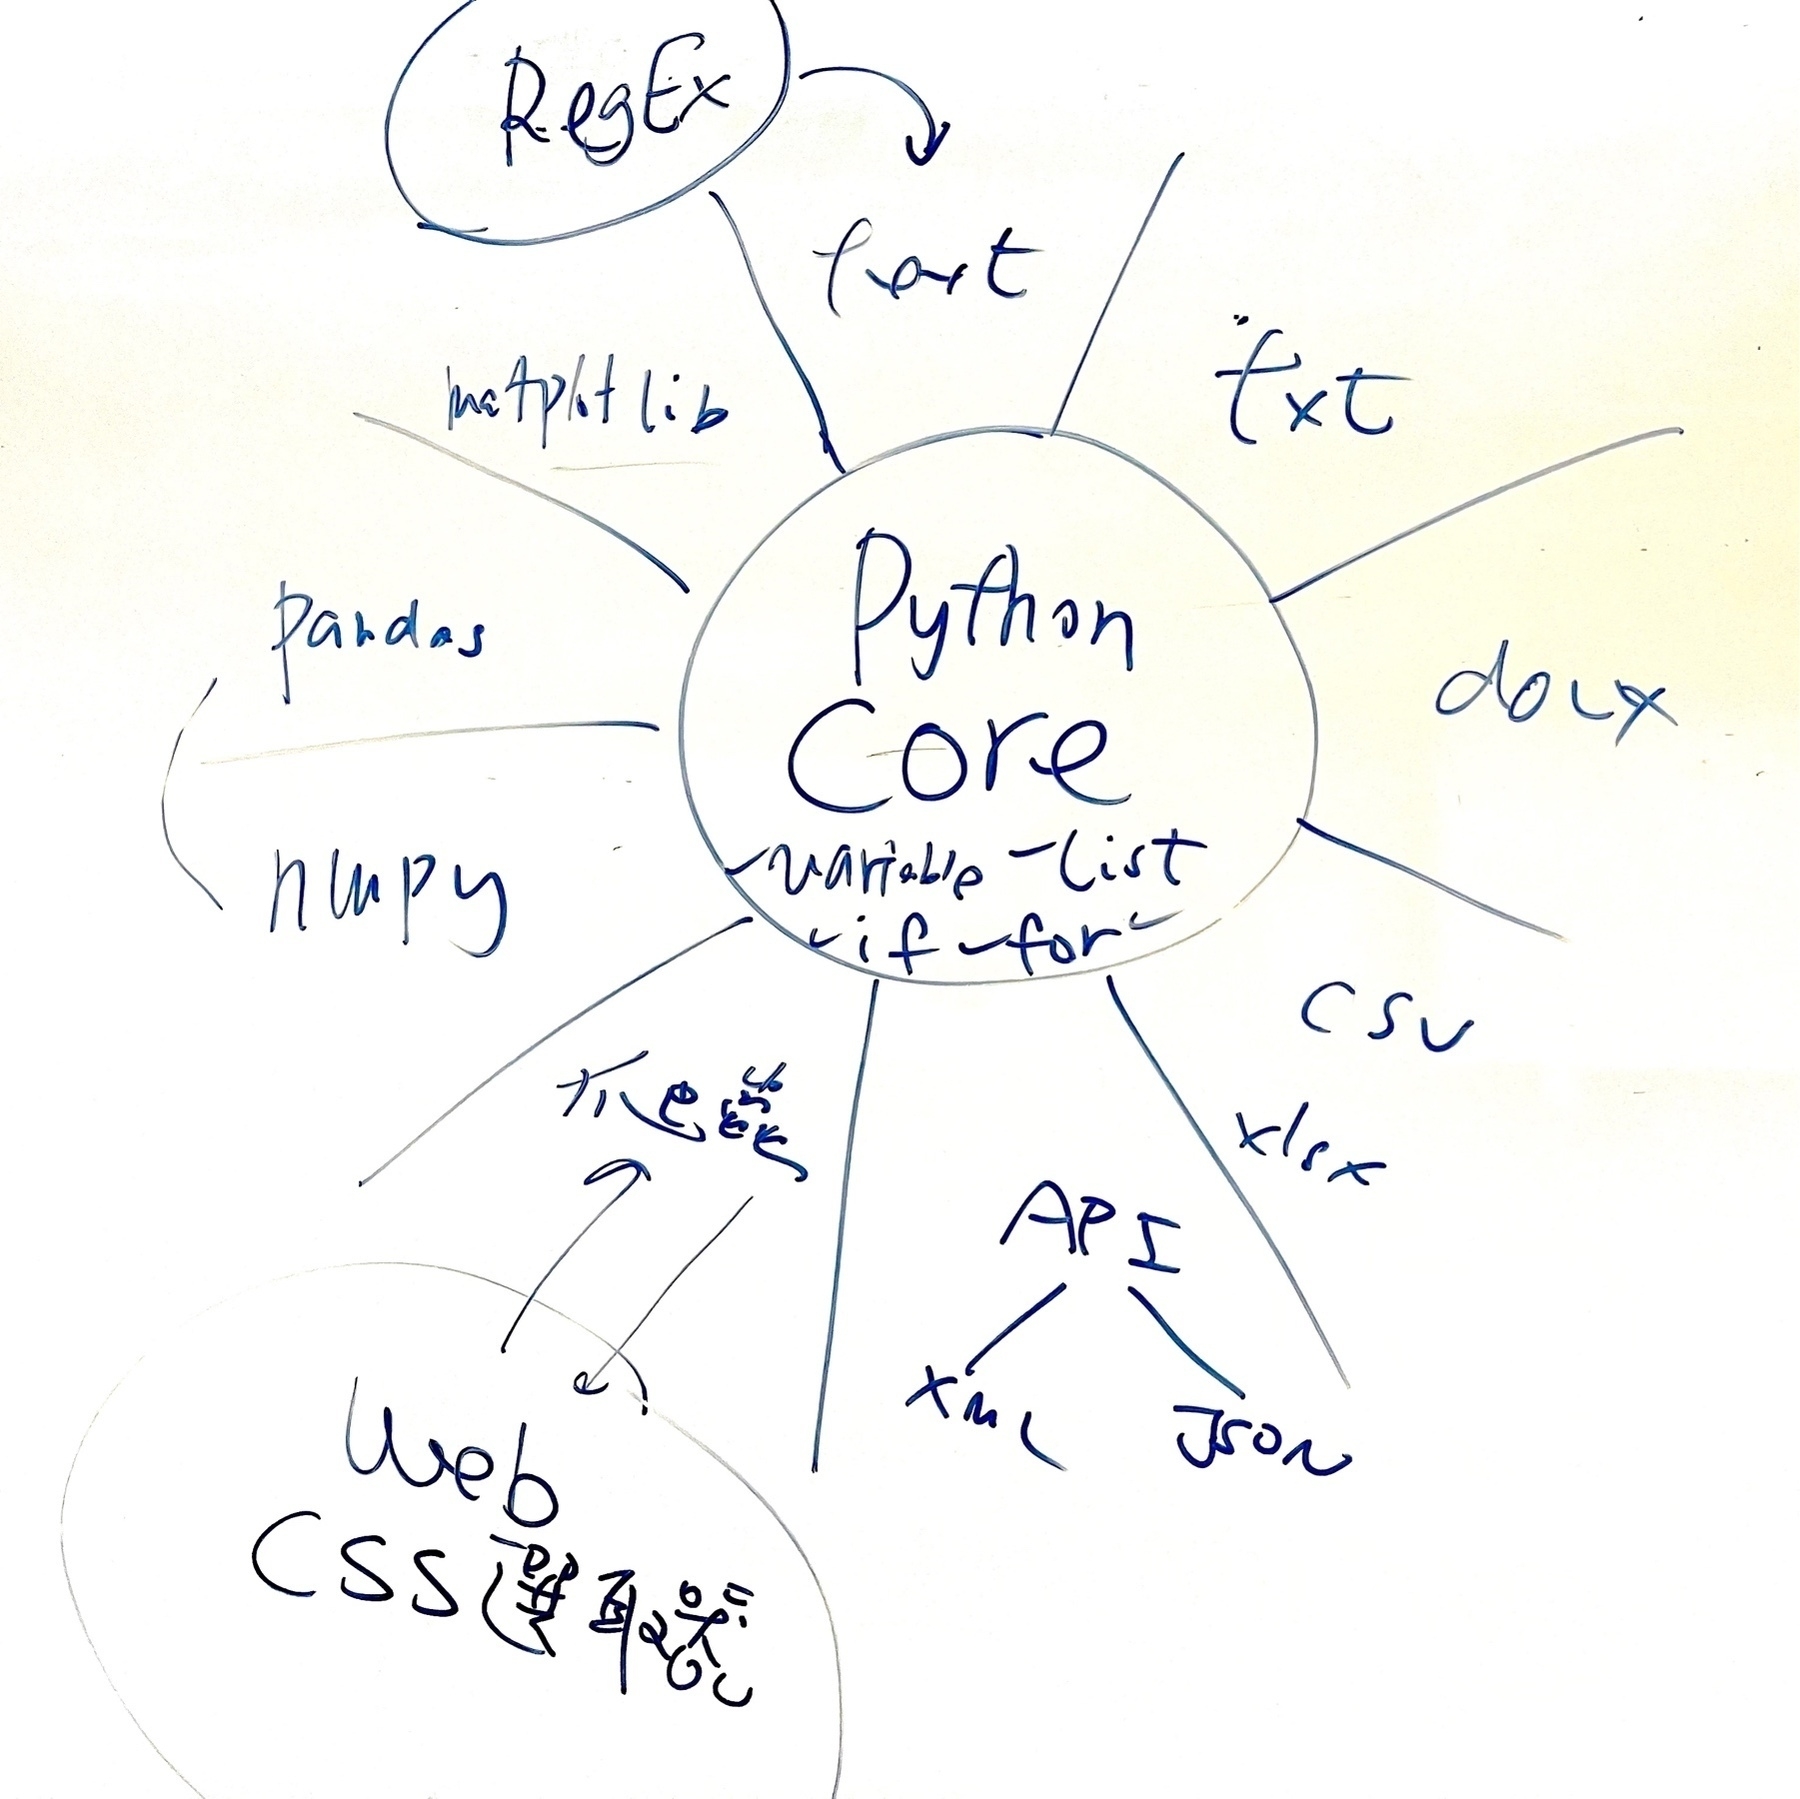 RegEx
text
txt
matplotlib
Python
Core
pandas
docx
-variable -list
-if -for -
numpy
csv
爬蟲
xlsx
API
xml
Json
Web
CSS選取器